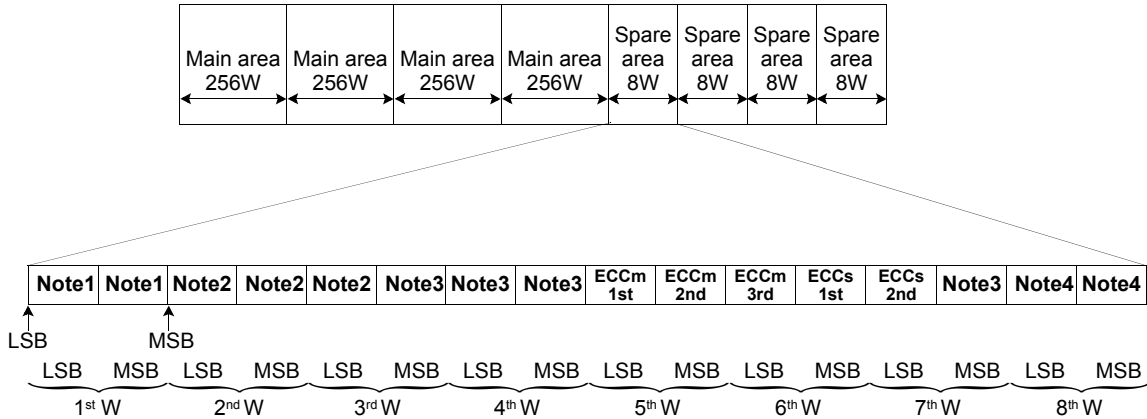 Main area 256W
Main area 256W
Main area 256W
Main area 256W
Spare area 8W
Spare area 8W
Spare area 8W
Spare area 8W
Note1 Note1 Note2 Note2 Note2 Note3 Note3 Note3 ECCm 1st ECCm 2nd ECCm 3rd ECCs 1st ECCs 2nd Note3 Note4 Note4
LSB MSB
LSB MSB LSB MSB LSB MSB LSB MSB LSB MSB LSB MSB LSB MSB LSB MSB
1st W 2nd W 3rd W 4th W 5th W 6th W 7th W 8th W